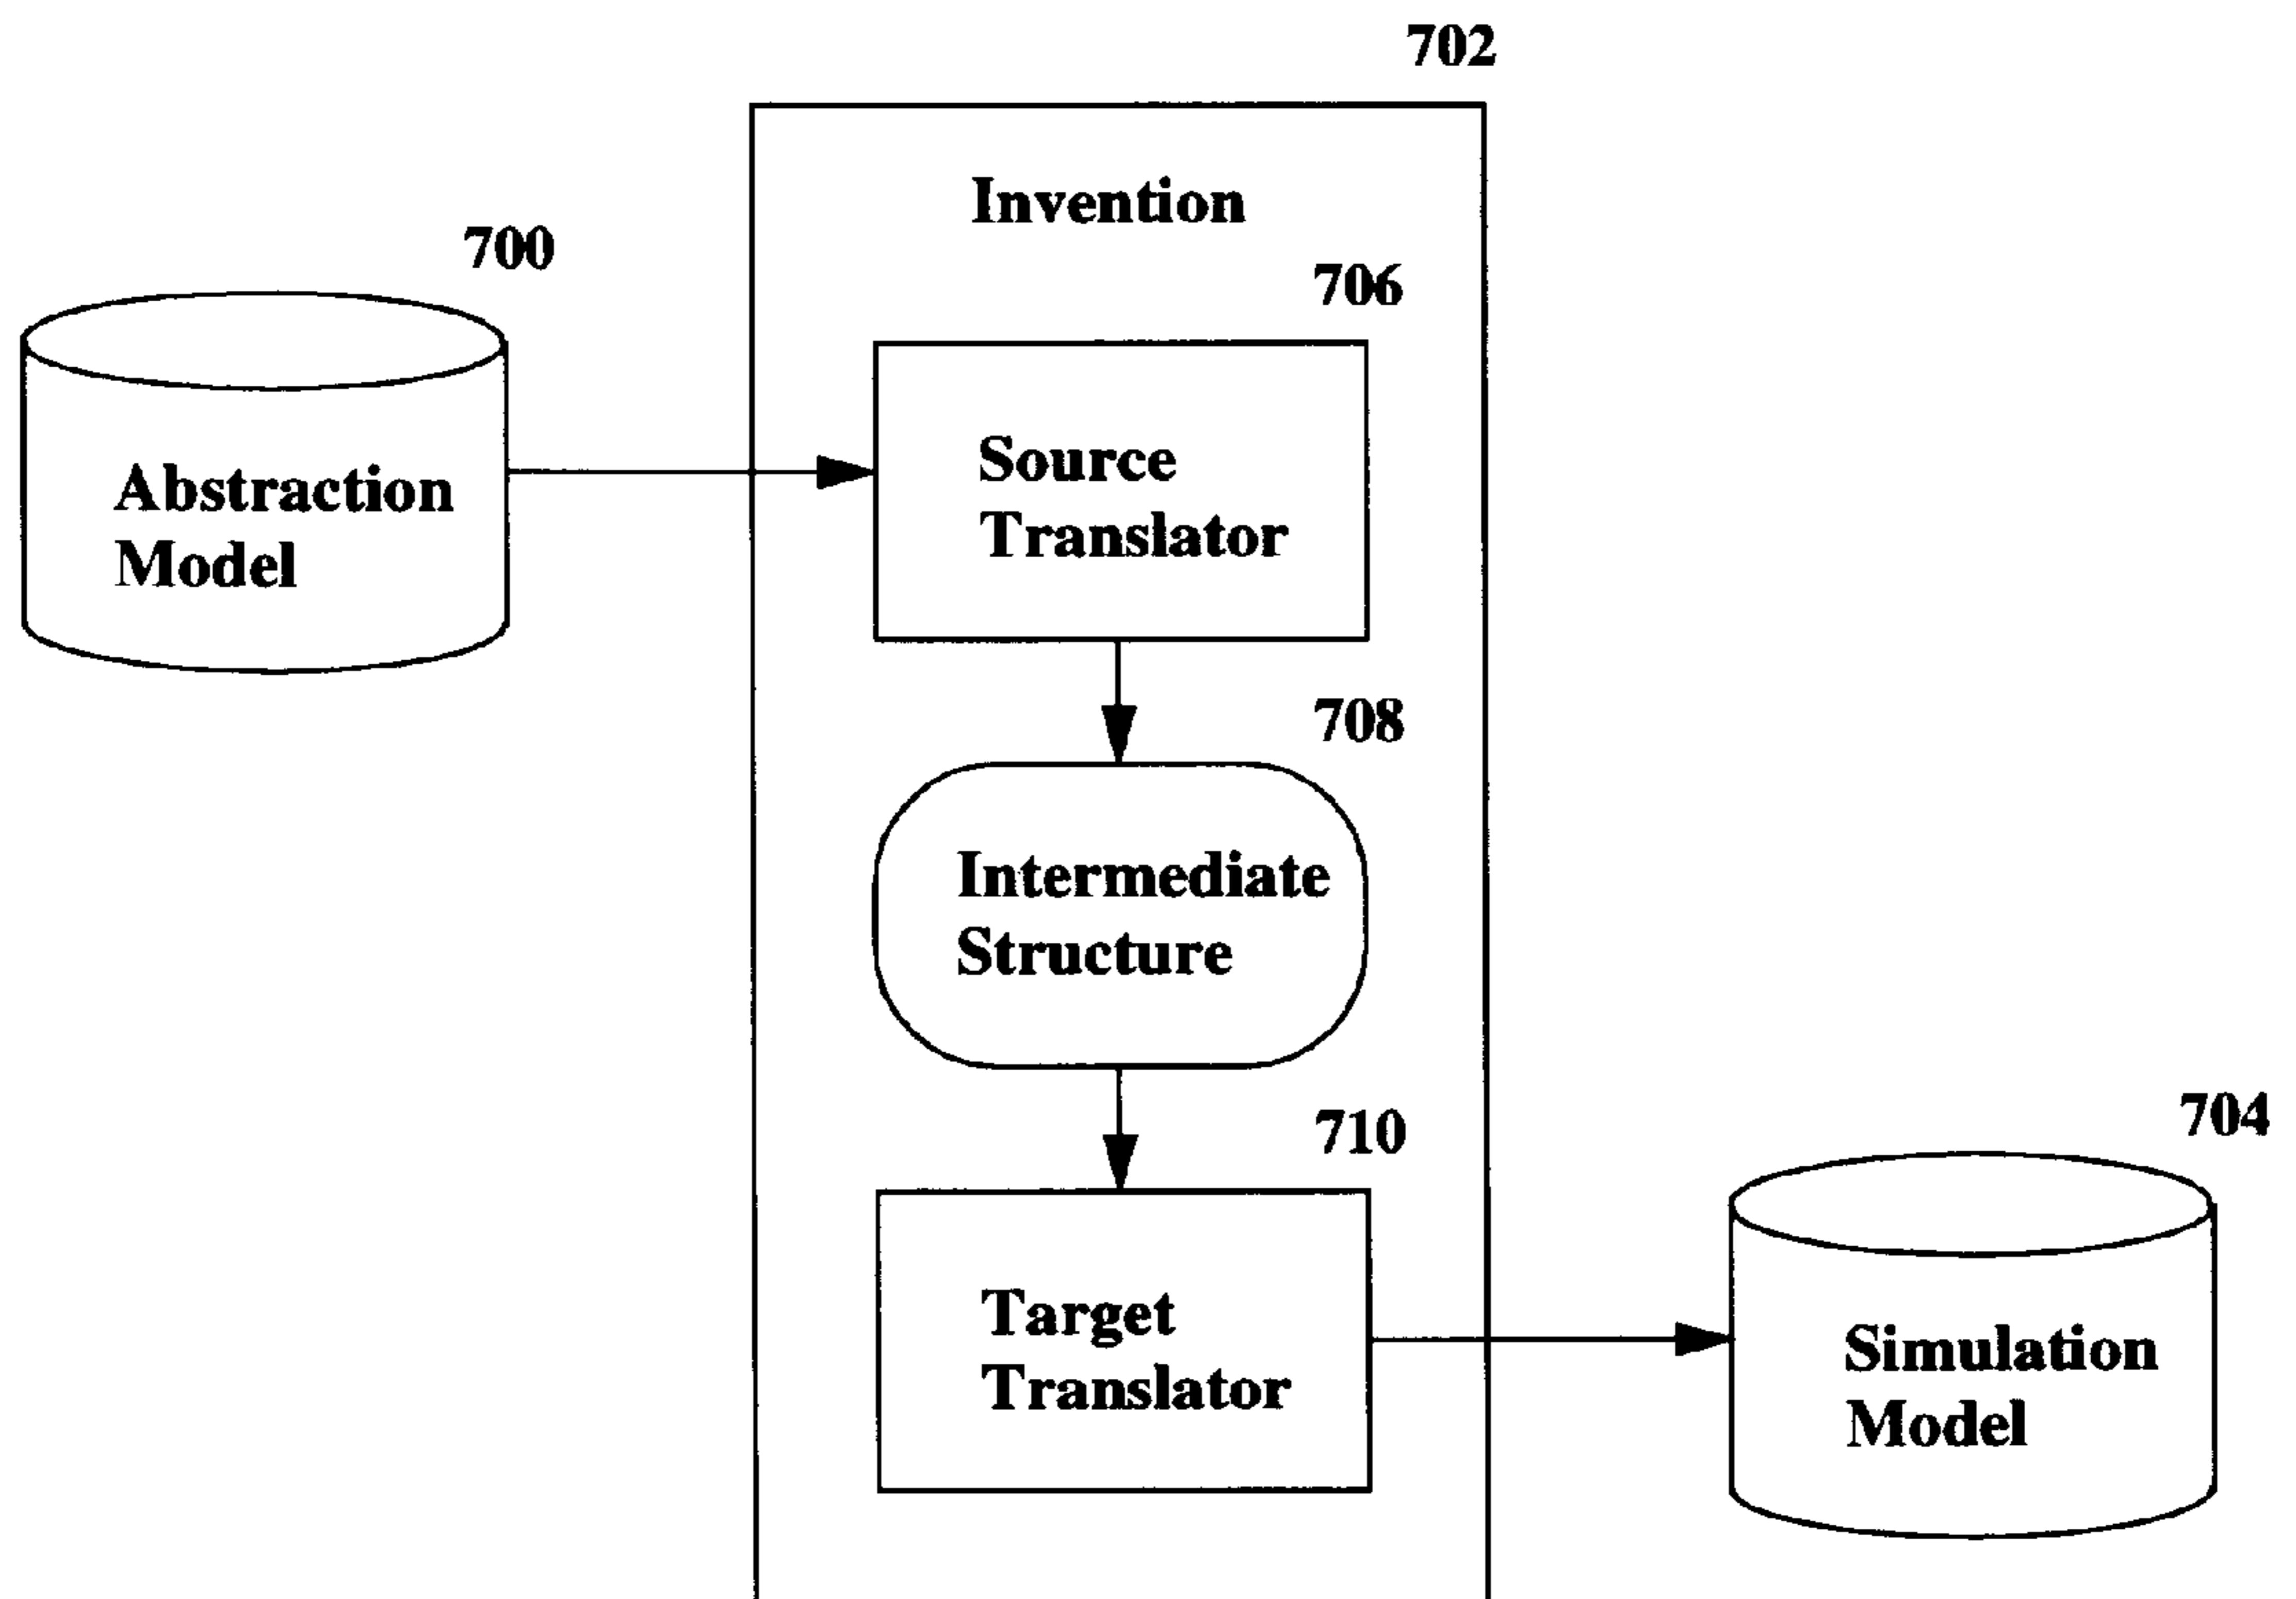 702
Invention
700
706
Abstraction
Model
Source
Translator
708
Intermediate
Structure
710
704
Target
Translator
Simulation
Model